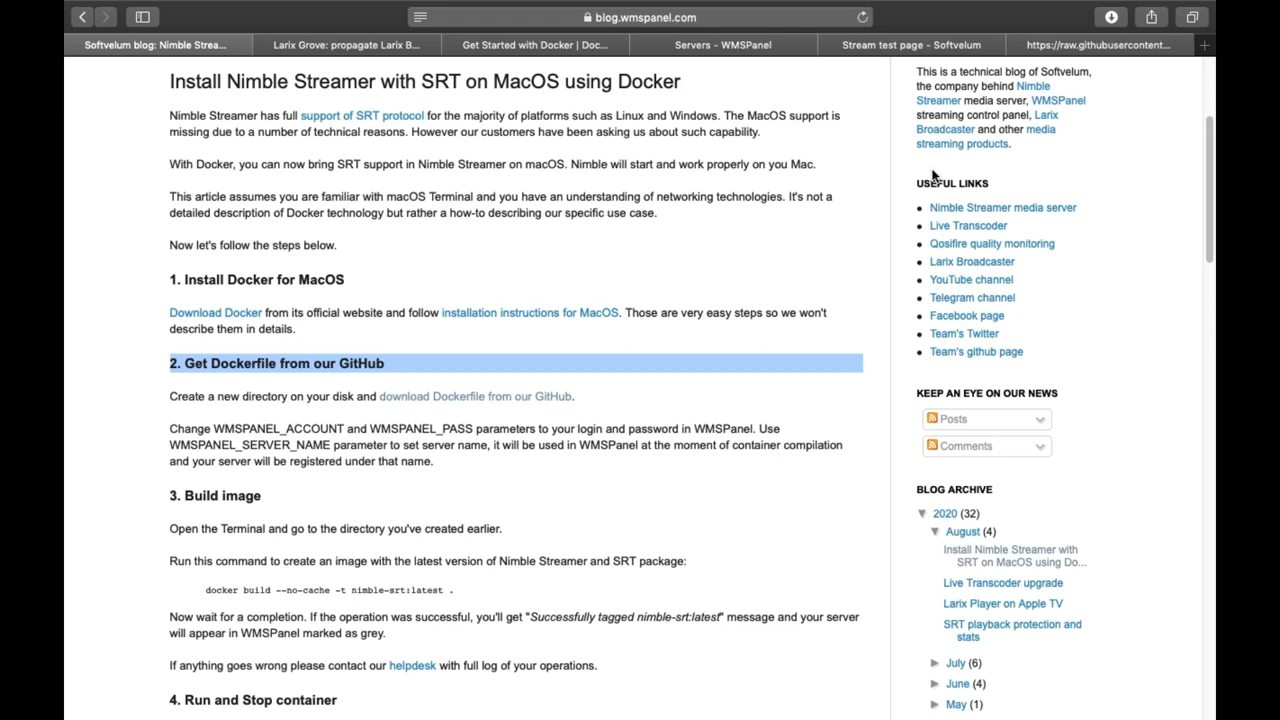 blog.wmspanel.com
Softvelum blog: Nimble Strea...
Larix Grove: propagate Larix B...
Get Started with Docker | Doc...
Servers - WMSPanel
Stream test page - Softvelum
https://raw.githubusercontent...
Install Nimble Streamer with SRT on MacOS using Docker
Nimble Streamer has full support of SRT protocol for the majority of platforms such as Linux and Windows. The MacOS support is
missing due to a number of technical reasons. However our customers have been asking us about such capability.
With Docker, you can now bring SRT support in Nimble Streamer on macOS. Nimble will start and work properly on you Mac.
This article assumes you are familiar with macOS Terminal and you have an understanding of networking technologies. It's not a
detailed description of Docker technology but rather a how-to describing our specific use case.
Now let's follow the steps below.
1. Install Docker for MacOS
Download Docker from its official website and follow installation instructions for MacOS. Those are very easy steps so we won't
describe them in details.
2. Get Dockerfile from our GitHub
Create a new directory on your disk and download Dockerfile from our GitHub.
Change WMSPANEL_ACCOUNT and WMSPANEL_PASS parameters to your login and password in WMSPanel. Use
WMSPANEL_SERVER_NAME parameter to set server name, it will be used in WMSPanel at the moment of container compilation
and your server will be registered under that name.
3. Build image
Open the Terminal and go to the directory you've created earlier.
Run this command to create an image with the latest version of Nimble Streamer and SRT package:
docker build --no-cache -t nimble-srt:latest .
Now wait for a completion. If the operation was successful, you'll get "Successfully tagged nimble-srt:latest" message and your server
will appear in WMSPanel marked as grey.
If anything goes wrong please contact our helpdesk with full log of your operations.
4. Run and Stop container
This is a technical blog of Softvelum,
the company behind Nimble
Streamer media server, WMSPanel
streaming control panel, Larix
Broadcaster and other media
streaming products.
USEFUL LINKS
Nimble Streamer media server
Live Transcoder
Qosifire quality monitoring
Larix Broadcaster
YouTube channel
Telegram channel
Facebook page
Team's Twitter
Team's github page
KEEP AN EYE ON OUR NEWS
Posts
Comments
BLOG ARCHIVE
▼ 2020 (32)
▼ August (4)
Install Nimble Streamer with
SRT on MacOS using Do...
Live Transcoder upgrade
Larix Player on Apple TV
SRT playback protection and
stats
► July (6)
► June (4)
► May (1)